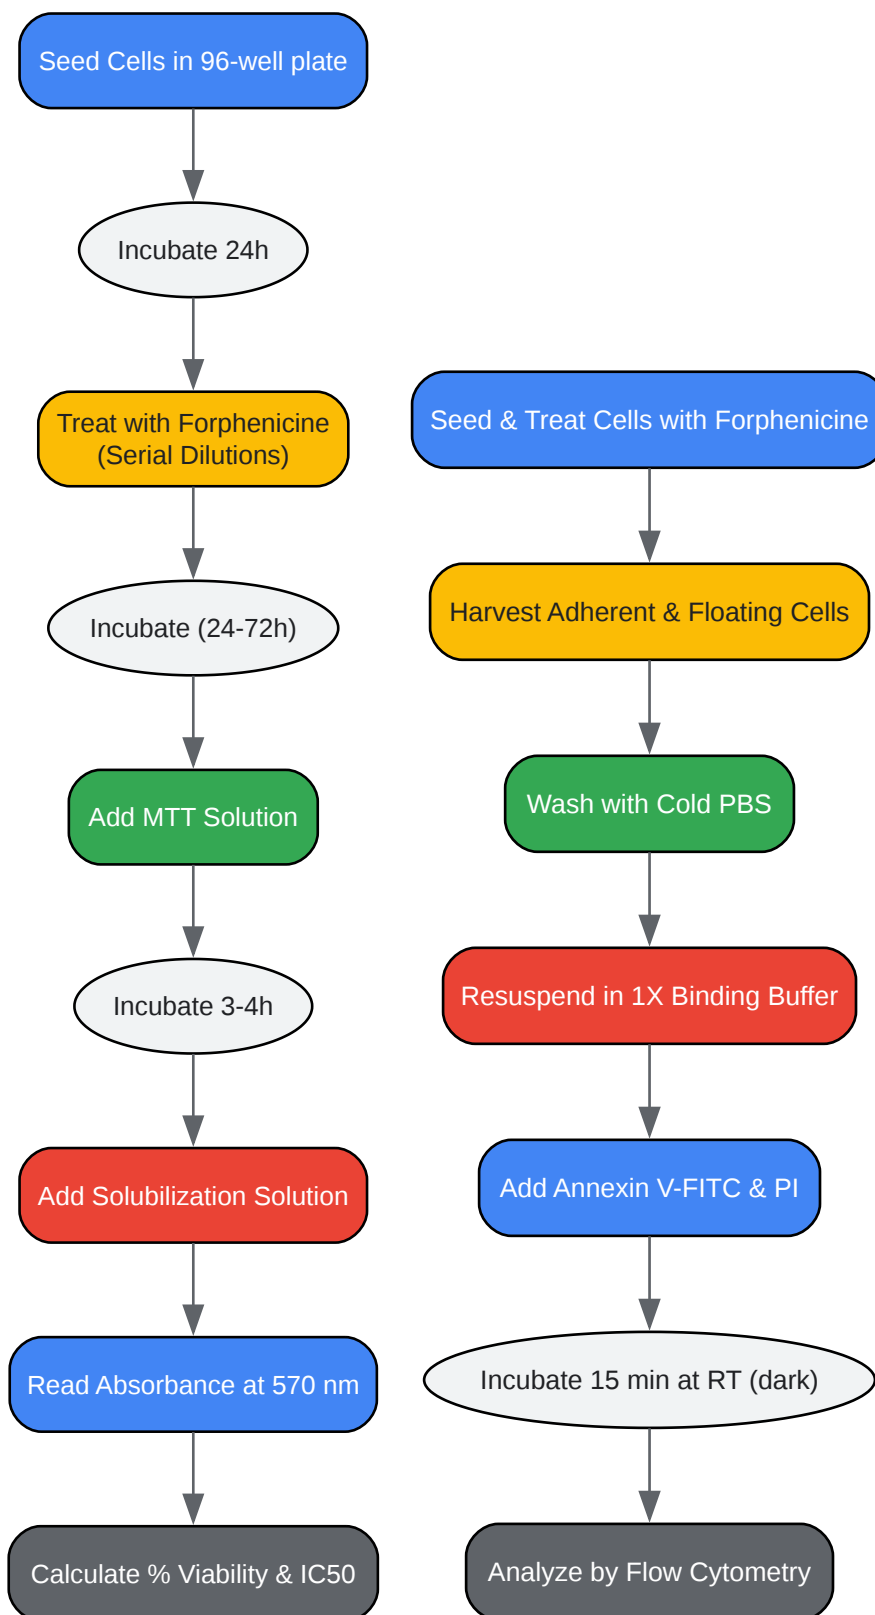 Seed Cells in 96-well plate
Incubate 24h
Treat with Forphenicine
(Serial Dilutions)
Incubate (24-72h)
Add MTT Solution
Incubate 3-4h
Add Solubilization Solution
Read Absorbance at 570 nm
Calculate % Viability & IC50
Seed & Treat Cells with Forphenicine
Harvest Adherent & Floating Cells
Wash with Cold PBS
Resuspend in 1X Binding Buffer
Add Annexin V-FITC & PI
Incubate 15 min at RT (dark)
Analyze by Flow Cytometry